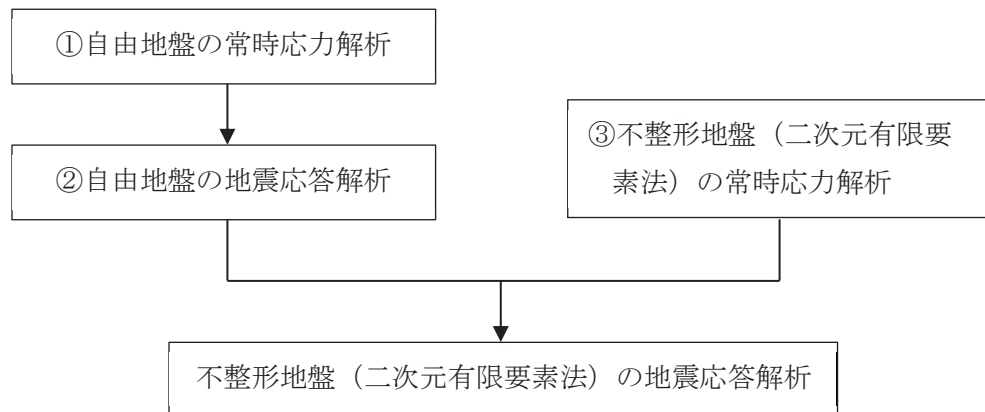 ①自由地盤の常時応力解析
②自由地盤の地震応答解析
③不整形地盤（二次元有限要
素法）の常時応力解析
不整形地盤（二次元有限要素法）の地震応答解析